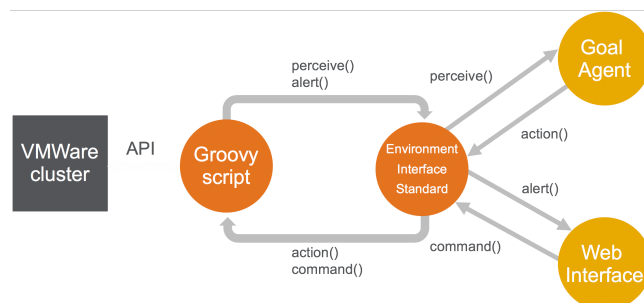 VMWare
cluster
API
Groovy
script
perceive()
alert()
action()
command()
Environment
Interface
Standard
perceive()
action()
alert()
command()
Goal
Agent
Web
Interface